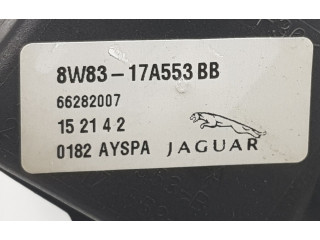 8W83-17A553 BB
66282007
15 21 4 2
0182 AYSPA JAGUAR